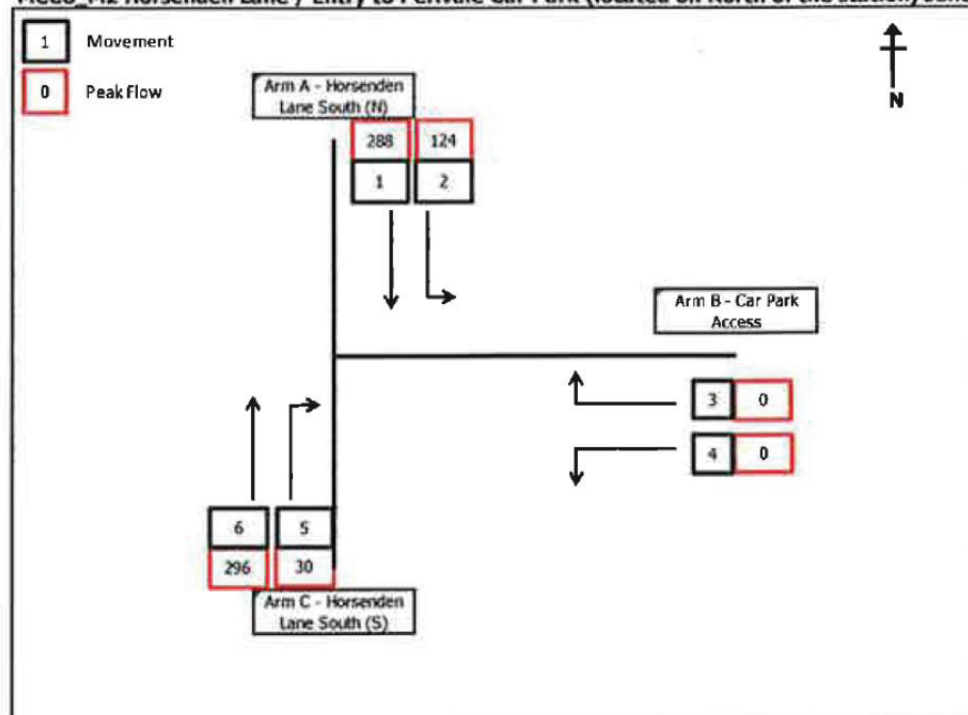 1 Movement
0 Peak Flow
N
Arm A - Horsenden
Lane South (N)
288 124
1 2
Arm B - Car Park
Access
3 0
4 0
6 5
296 30
Arm C - Horsenden
Lane South (S)